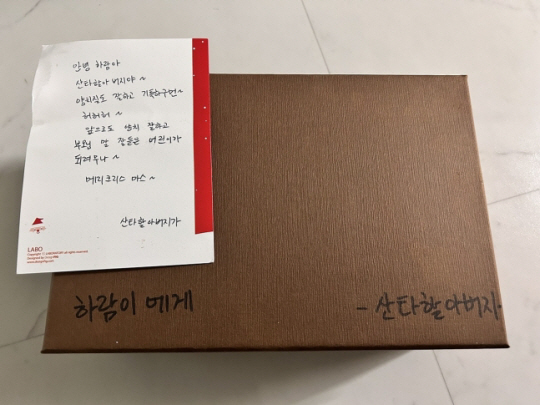 안녕 하람아
산타할아버지야~
양치질도 잘하고 기특하구먼~
허허허~
앞으로도 양치 잘하고
부모님 말 잘듣는 어린이가
되려무나~
메리크리스마스~
산타할아버지가
LABO
하람이에게
- 산타할아버지-